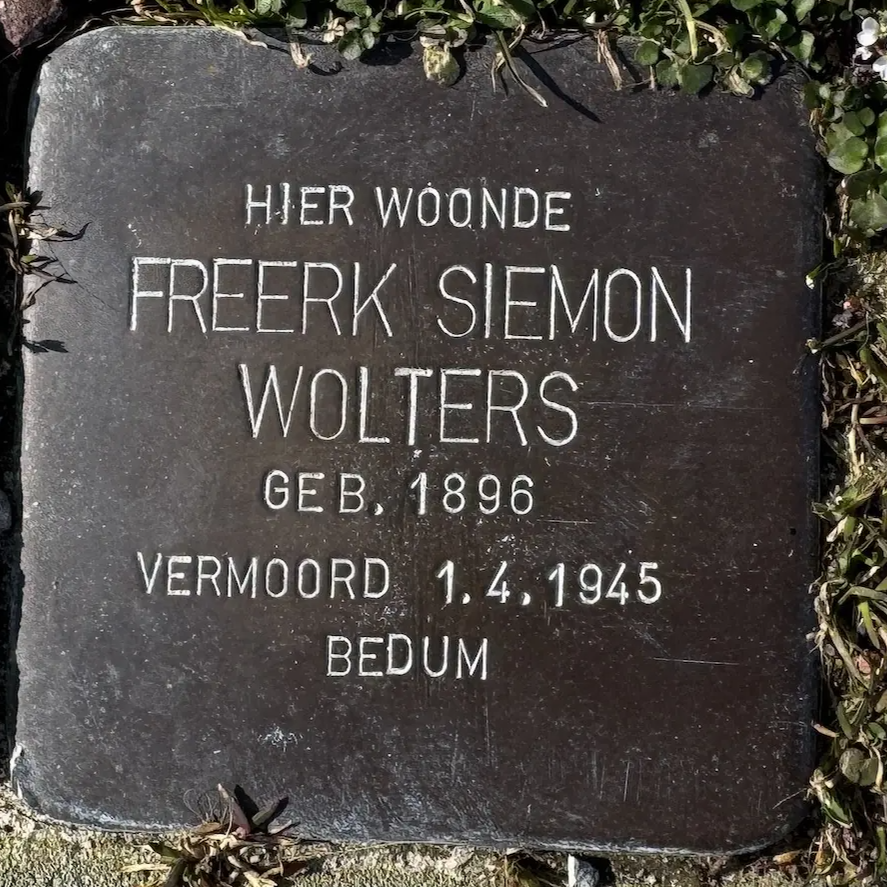 HIER WOONDE
FREERK SIEMON
WOLTERS
GEB. 1896
VERMOORD 1.4.1945
BEDUM